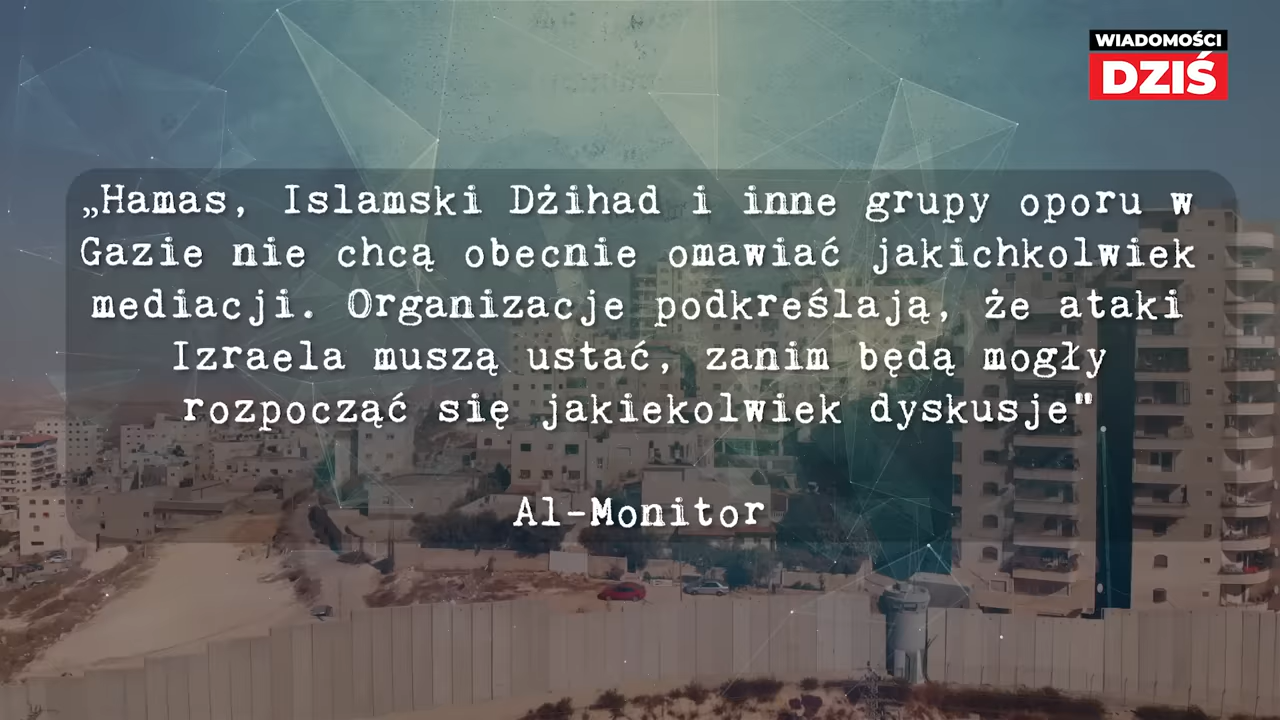 WIADOMOŚCI
DZIŚ
„Hamas, Islamski Dżihad i inne grupy oporu w
Gazie nie chcą obecnie omawiać jakichkolwiek
mediacji. Organizacje podkreślają, że ataki
Izraela muszą ustać, zanim będą mogły
rozpocząć się jakiekolwiek dyskusje"
Al-Monitor